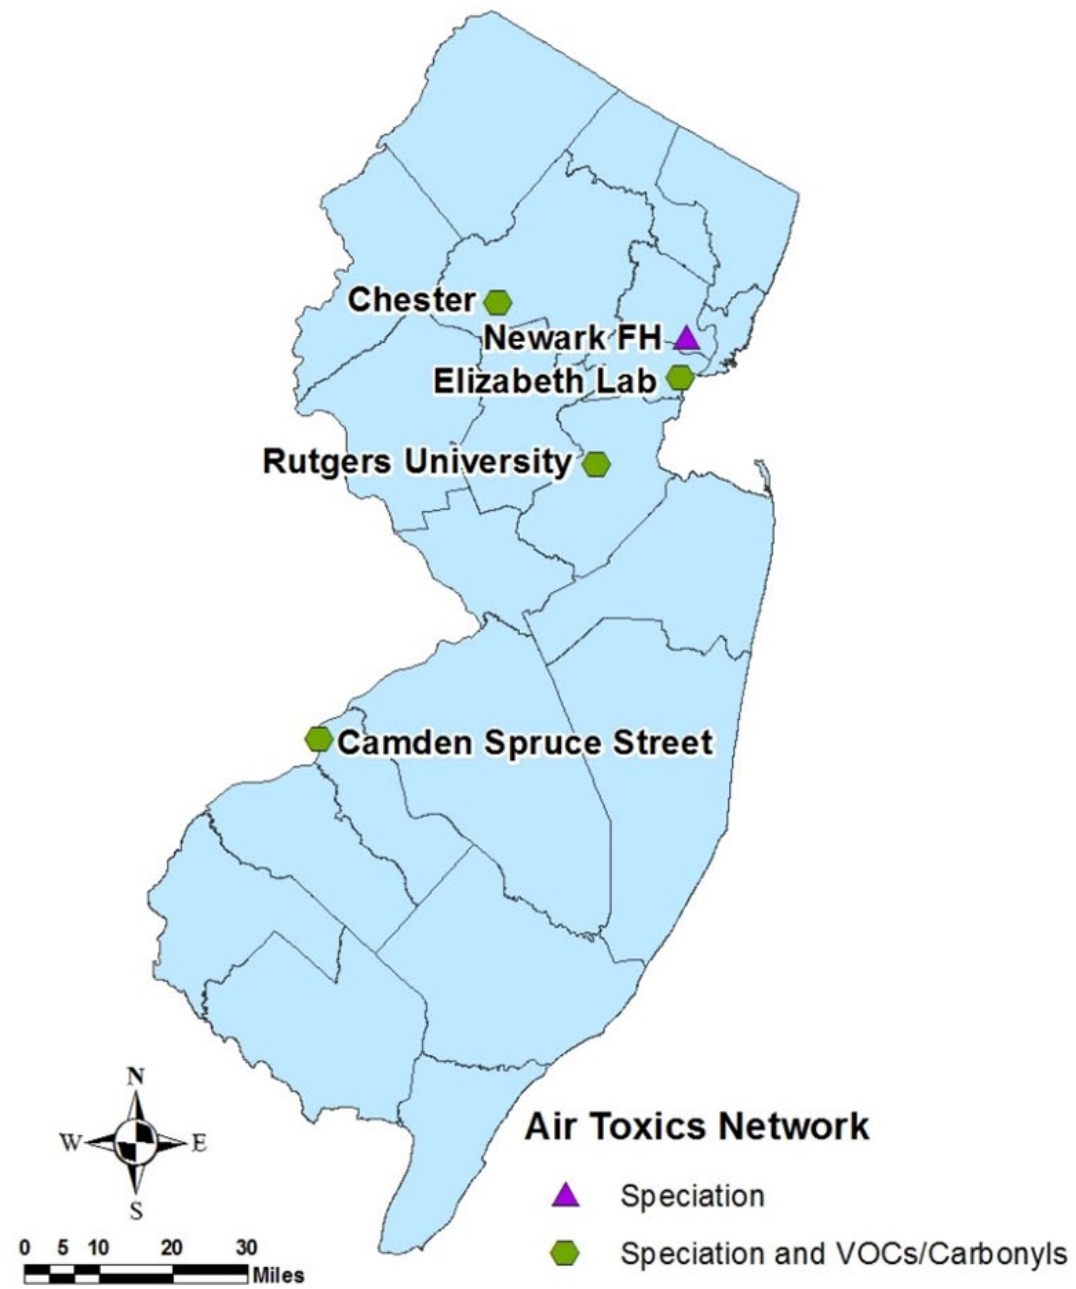 Chester
Newark FH
Elizabeth Lab
Rutgers University
Camden Spruce Street
N
W E
S
0 5 10 20 30
Miles
Air Toxics Network
Speciation
Speciation and VOCs/Carbonyls